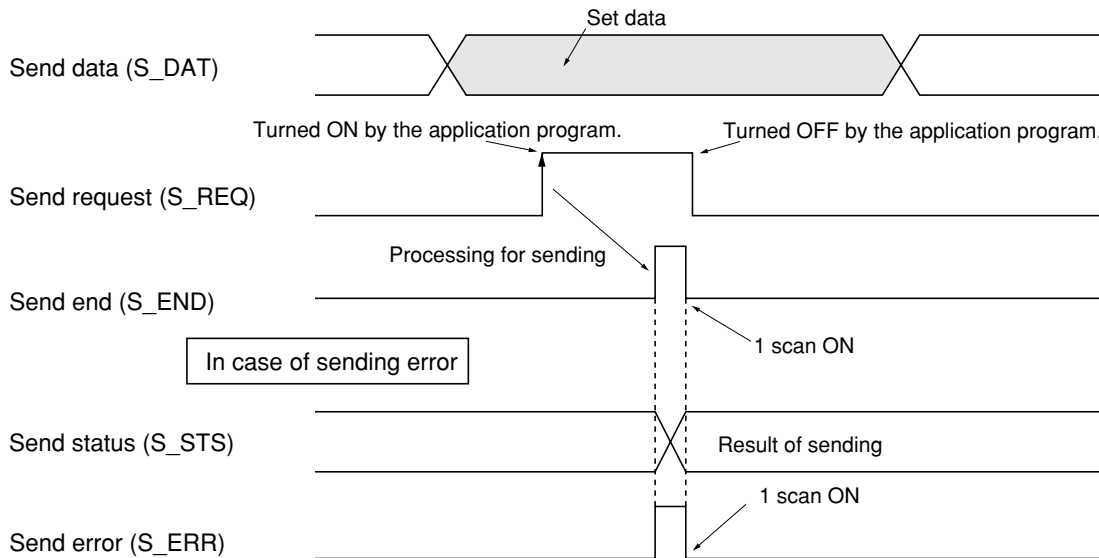 Set data
Send data (S_DAT)
Turned ON by the application program.
Turned OFF by the application program.
Send request (S_REQ)
Processing for sending
Send end (S_END)
1 scan ON
In case of sending error
Send status (S_STS)
Result of sending
1 scan ON
Send error (S_ERR)